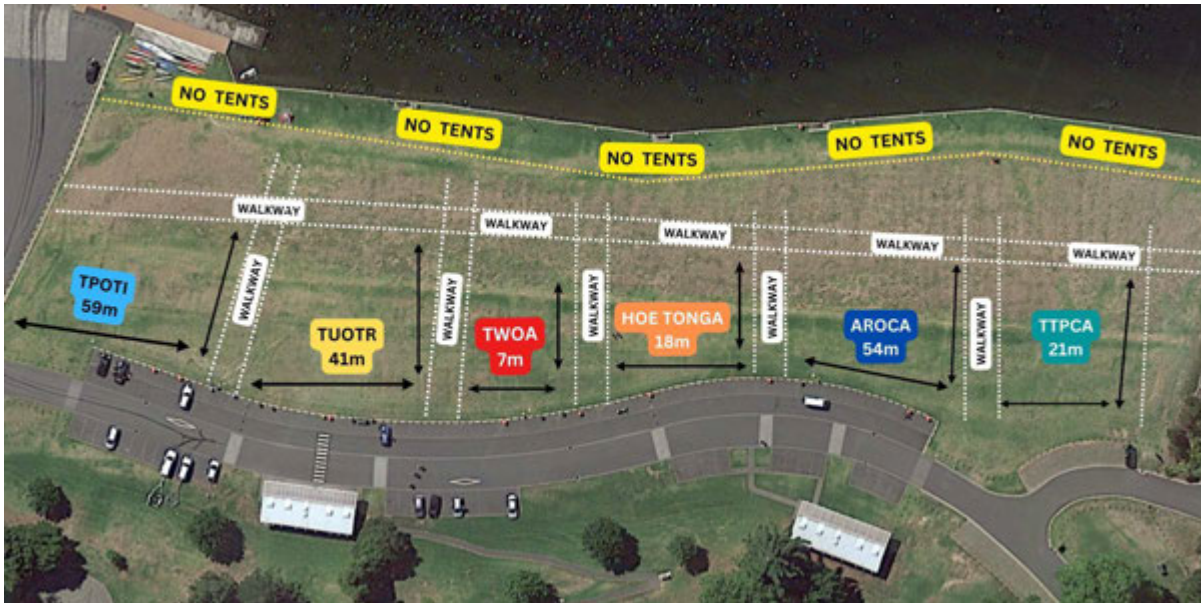 NO TENTS
NO TENTS
NO TENTS
NO TENTS
NO TENTS
WALKWAY
WALKWAY
WALKWAY
WALKWAY
WALKWAY
TPOTI
59m
WALKWAY
TUOTR
41m
WALKWAY
TWOA
7m
WALKWAY
HOE TONGA
18m
WALKWAY
AROCA
54m
WALKWAY
TTPCA
21m